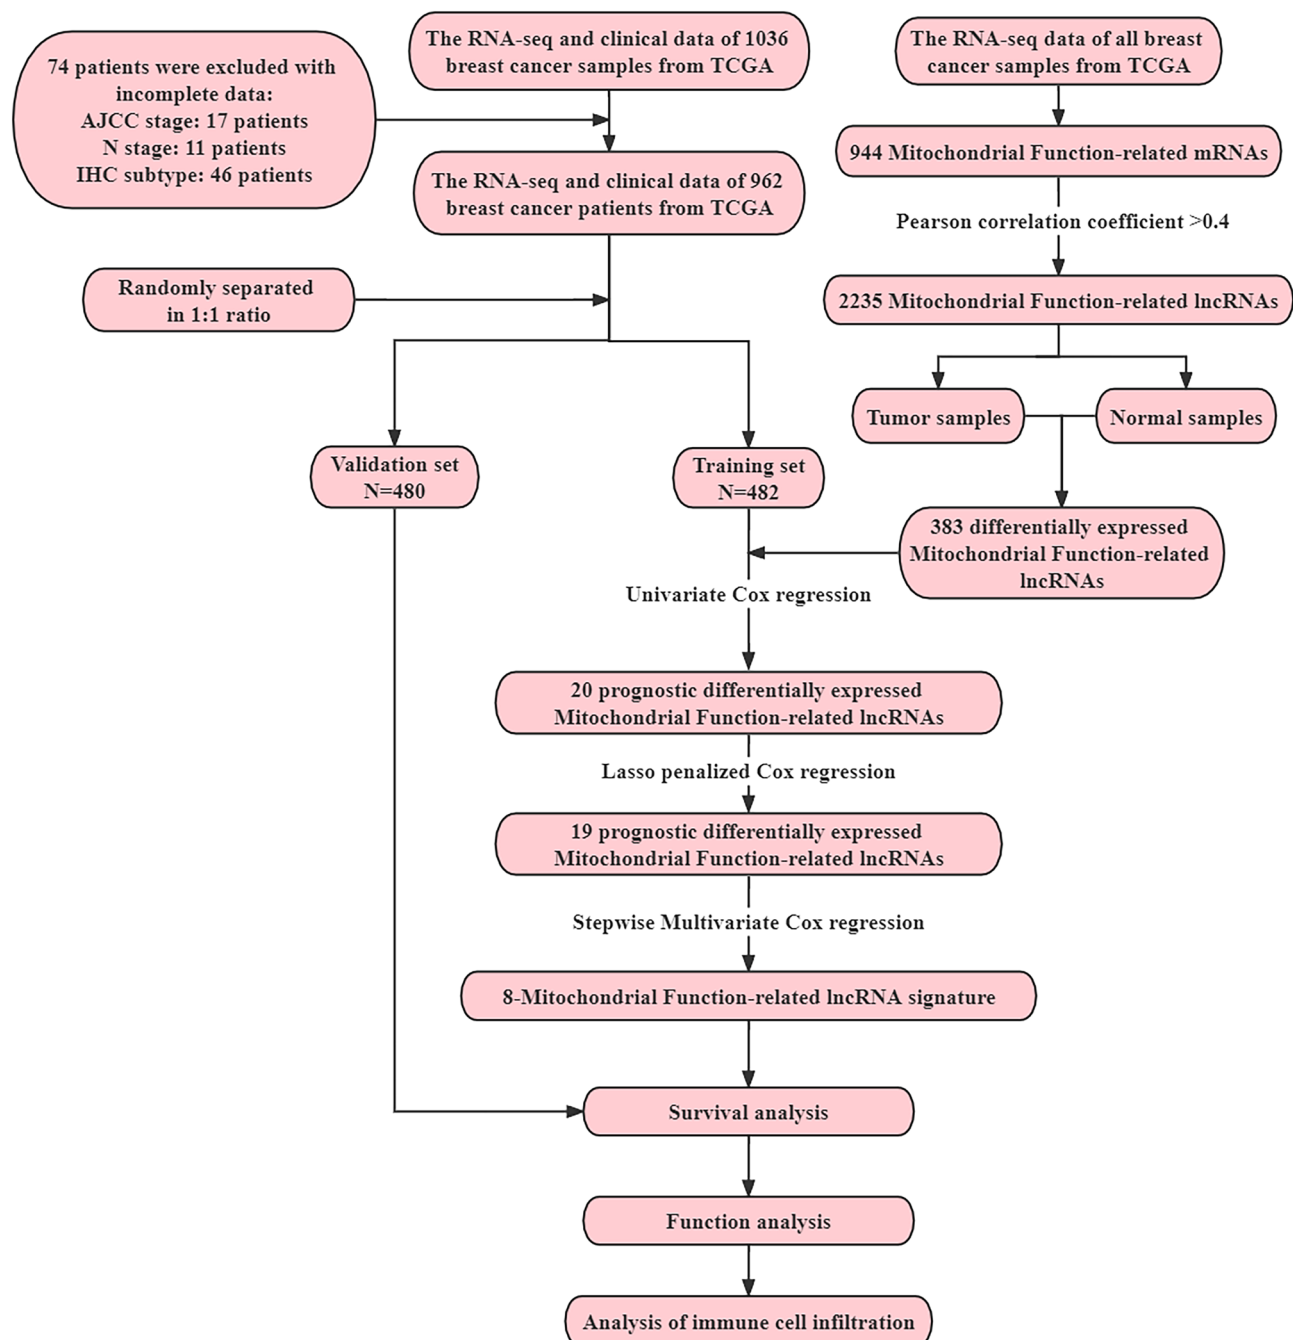 The RNA-seq and clinical data of 1036
breast cancer samples from TCGA
The RNA-seq data of all breast
cancer samples from TCGA
74 patients were excluded with
incomplete data:
AJCC stage: 17 patients
N stage: 11 patients
IHC subtype: 46 patients
944 Mitochondrial Function-related mRNAs
The RNA-seq and clinical data of 962
breast cancer patients from TCGA
Pearson correlation coefficient >0.4
Randomly separated
in 1:1 ratio
2235 Mitochondrial Function-related lncRNAs
Tumor samples
Normal samples
Validation set
N=480
Training set
N=482
383 differentially expressed
Mitochondrial Function-related
lncRNAs
Univariate Cox regression
20 prognostic differentially expressed
Mitochondrial Function-related lncRNAs
Lasso penalized Cox regression
19 prognostic differentially expressed
Mitochondrial Function-related lncRNAs
Stepwise Multivariate Cox regression
8-Mitochondrial Function-related lncRNA signature
Survival analysis
Function analysis
Analysis of immune cell infiltration